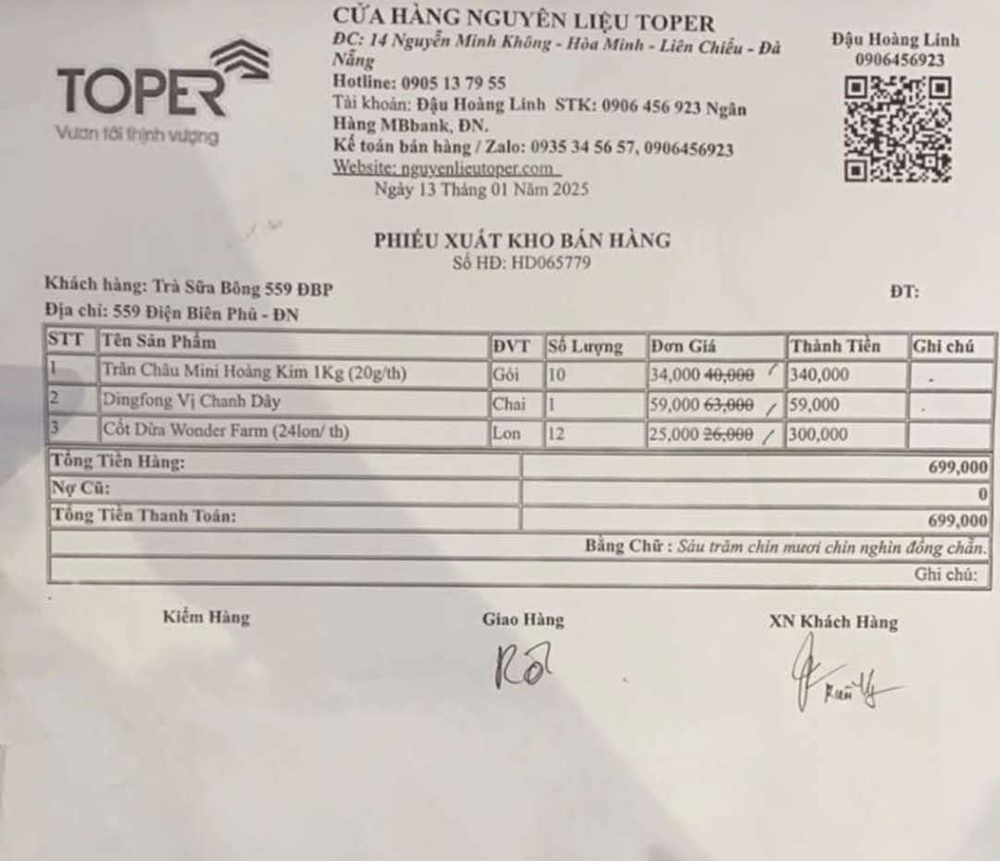 TOPER
Vươn tới thịnh vượng
CỬA HÀNG NGUYÊN LIỆU TOPER
ĐC: 14 Nguyễn Minh Không - Hòa Minh - Liên Chiểu - Đà
Nẵng
Hotline: 0905 13 79 55
Tài khoản: Đậu Hoàng Linh STK: 0906 456 923 Ngân
Hàng MBbank, ĐN.
Kế toán bán hàng / Zalo: 0935 34 56 57, 0906456923
Website: nguyenlieutoper.com
Ngày 13 Tháng 01 Năm 2025
Đậu Hoàng Linh
0906456923
PHIẾU XUẤT KHO BÁN HÀNG
Số HĐ: HD065779
Khách hàng: Trà Sữa Bông 559 ĐBP
ĐT:
Địa chỉ: 559 Điện Biên Phủ - ĐN
STT Tên Sản Phẩm ĐVT Số Lượng Đơn Giá Thành Tiền Ghi chú
1 Trân Châu Mini Hoàng Kim 1Kg (20g/th) Gói 10 34,000 40,000 340,000
2 Dingfong Vị Chanh Dây Chai 1 59,000 63,000 59,000
3 Cốt Dừa Wonder Farm (24lon/ th) Lon 12 25,000 26,000 300,000
Tổng Tiền Hàng: 699,000
Nợ Cũ: 0
Tổng Tiền Thanh Toán: 699,000
Bằng Chữ : Sáu trăm chín mươi chín nghìn đồng chẵn.
Ghi chú:
Kiểm Hàng Giao Hàng XN Khách Hàng